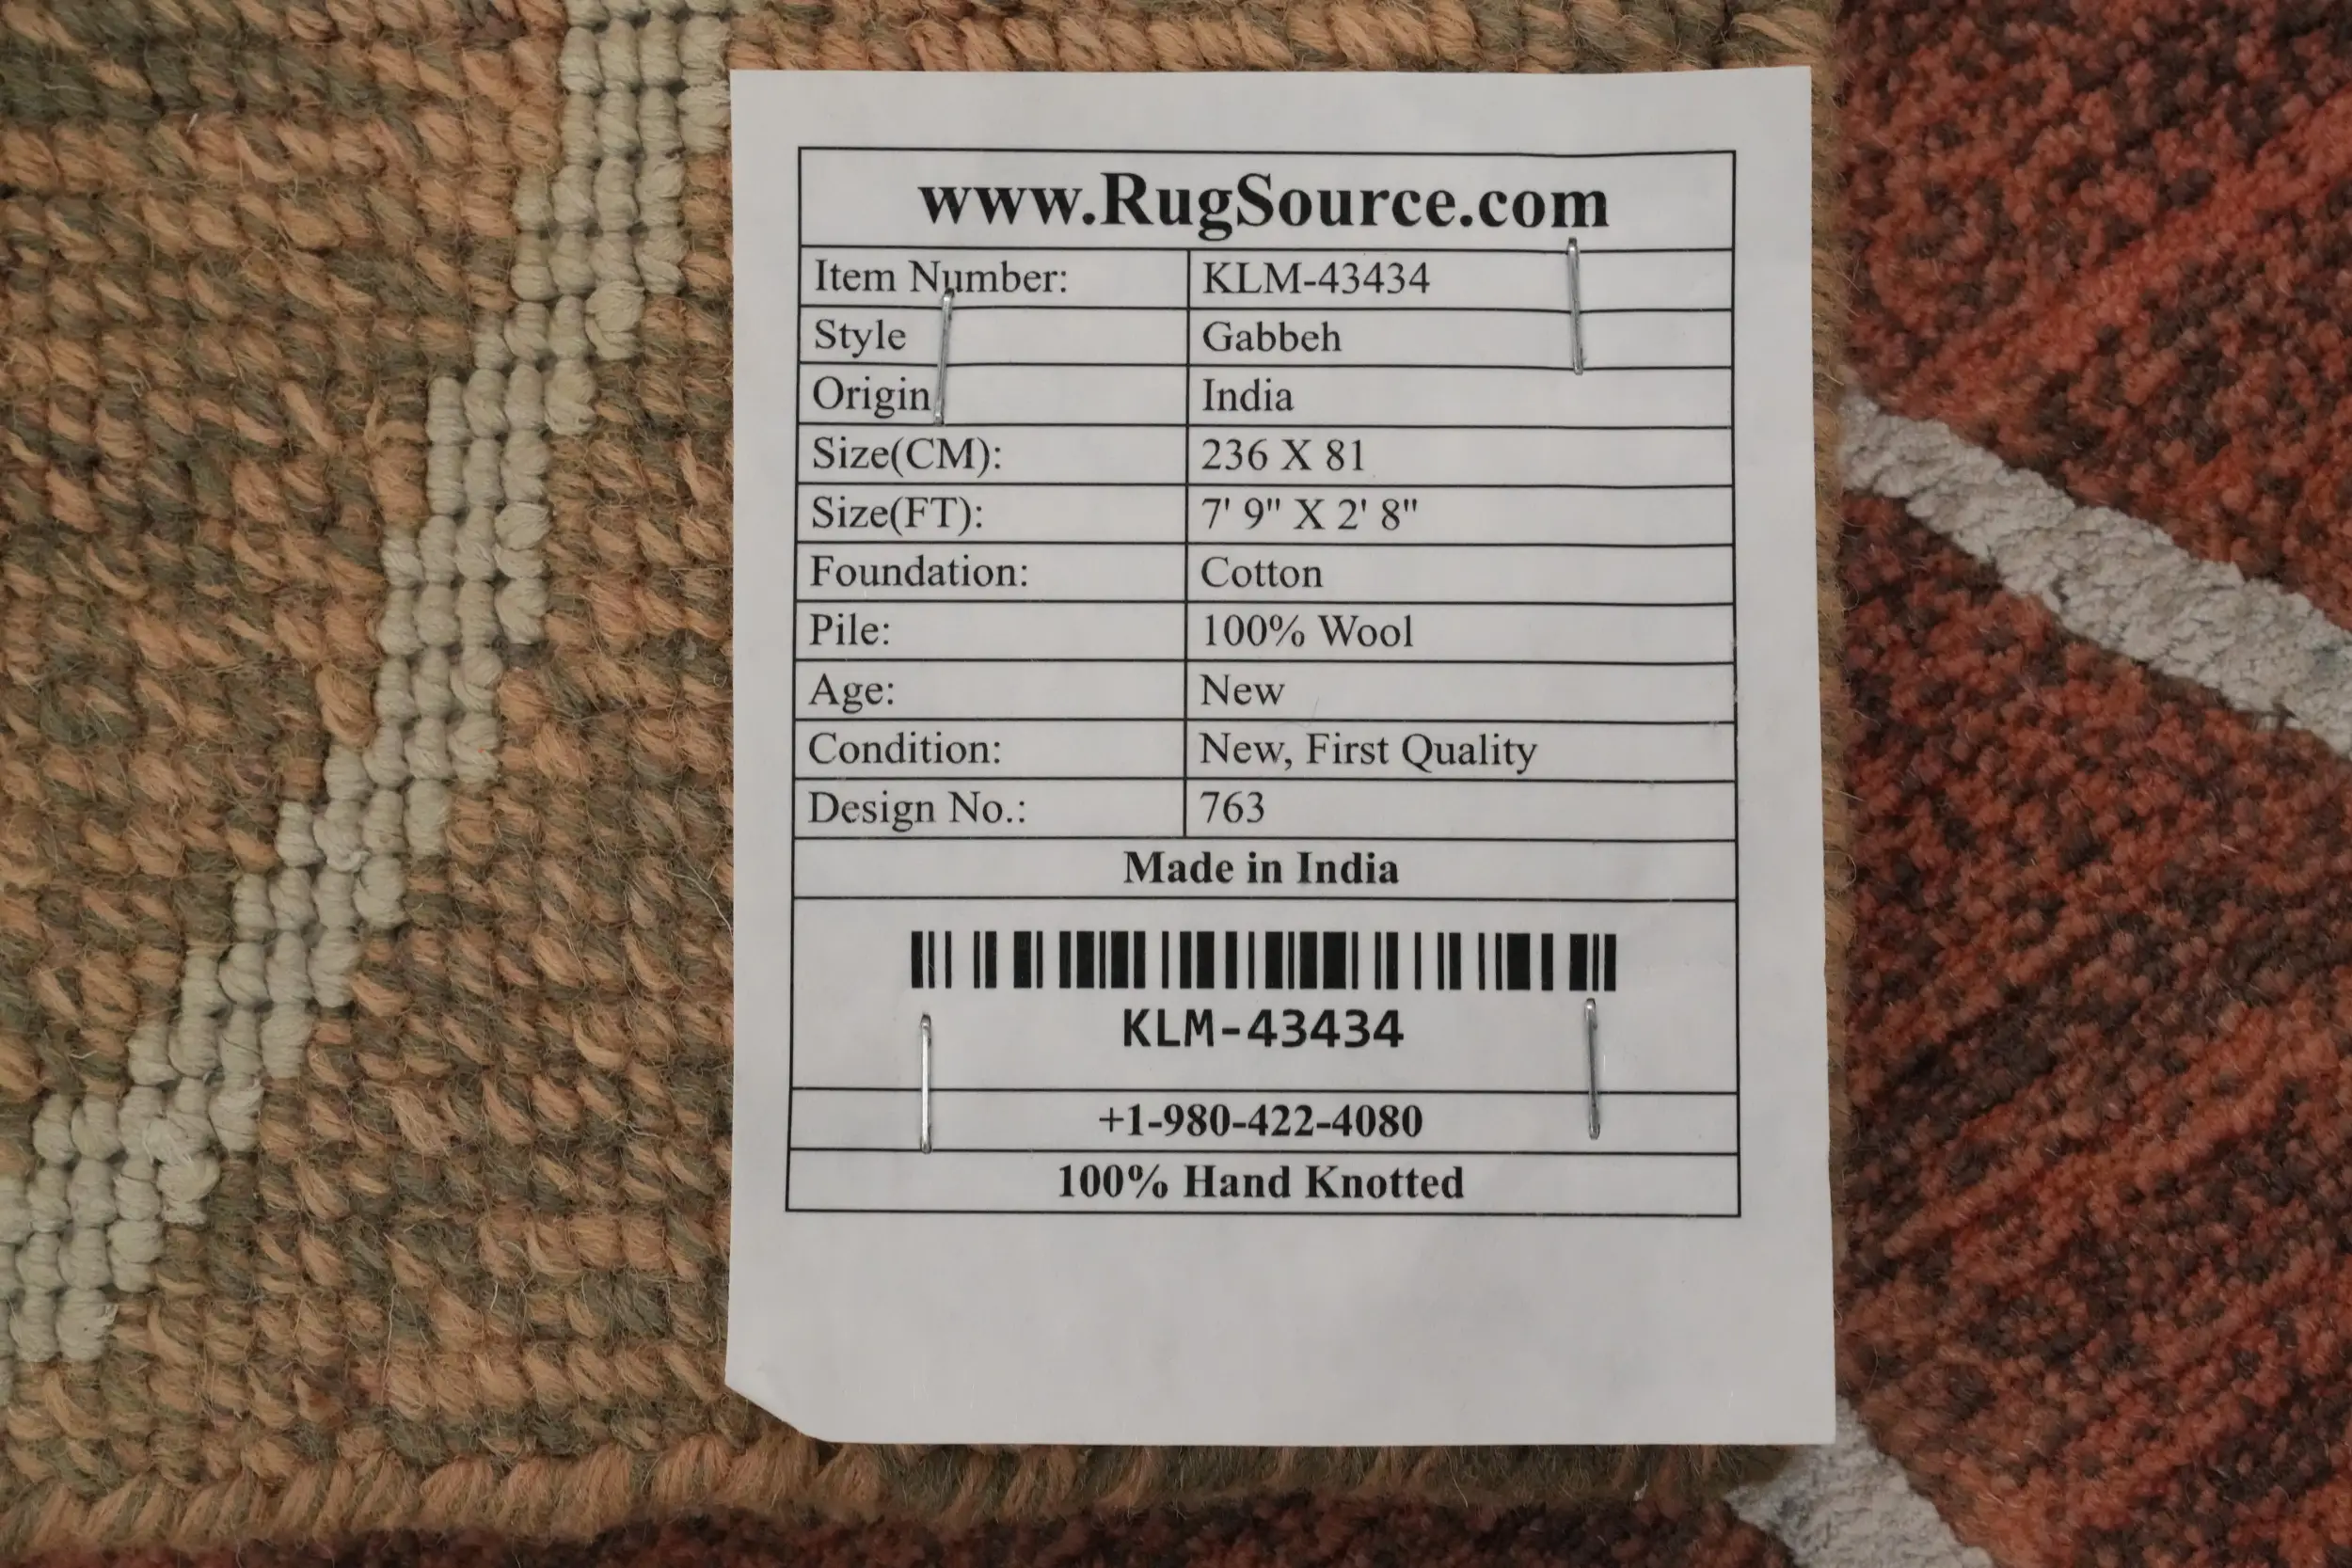 www.RugSource.com
Item Number: KLM-43434
Style Gabbeh
Origin India
Size(CM): 236 X 81
Size(FT): 7' 9" X 2' 8"
Foundation: Cotton
Pile: 100% Wool
Age: New
Condition: New, First Quality
Design No.: 763
Made in India
KLM-43434
+1-980-422-4080
100% Hand Knotted